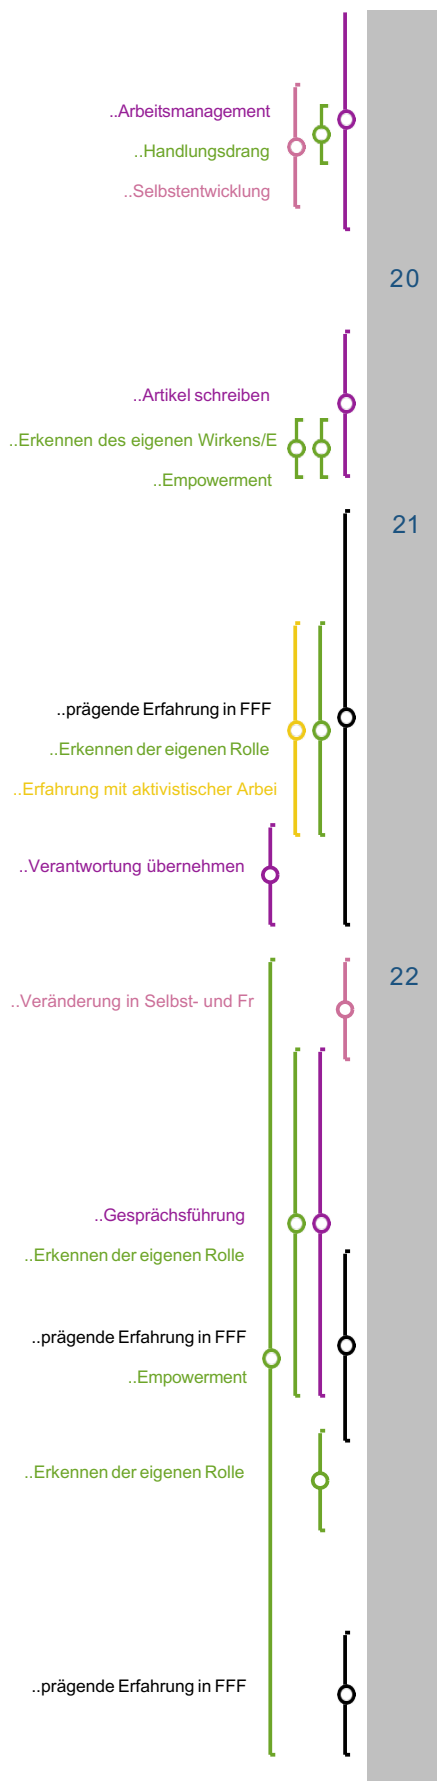 ..Arbeitsmanagement
..Handlungsdrang
..Selbstentwicklung
20
..Artikel schreiben
..Erkennen des eigenen Wirkens/E
..Empowerment
21
..prägende Erfahrung in FFF
..Erkennen der eigenen Rolle
..Erfahrung mit aktivistischer Arbei
..Verantwortung übernehmen
22
..Veränderung in Selbst- und Fr
..Gesprächsführung
..Erkennen der eigenen Rolle
..prägende Erfahrung in FFF
..Empowerment
..Erkennen der eigenen Rolle
..prägende Erfahrung in FFF